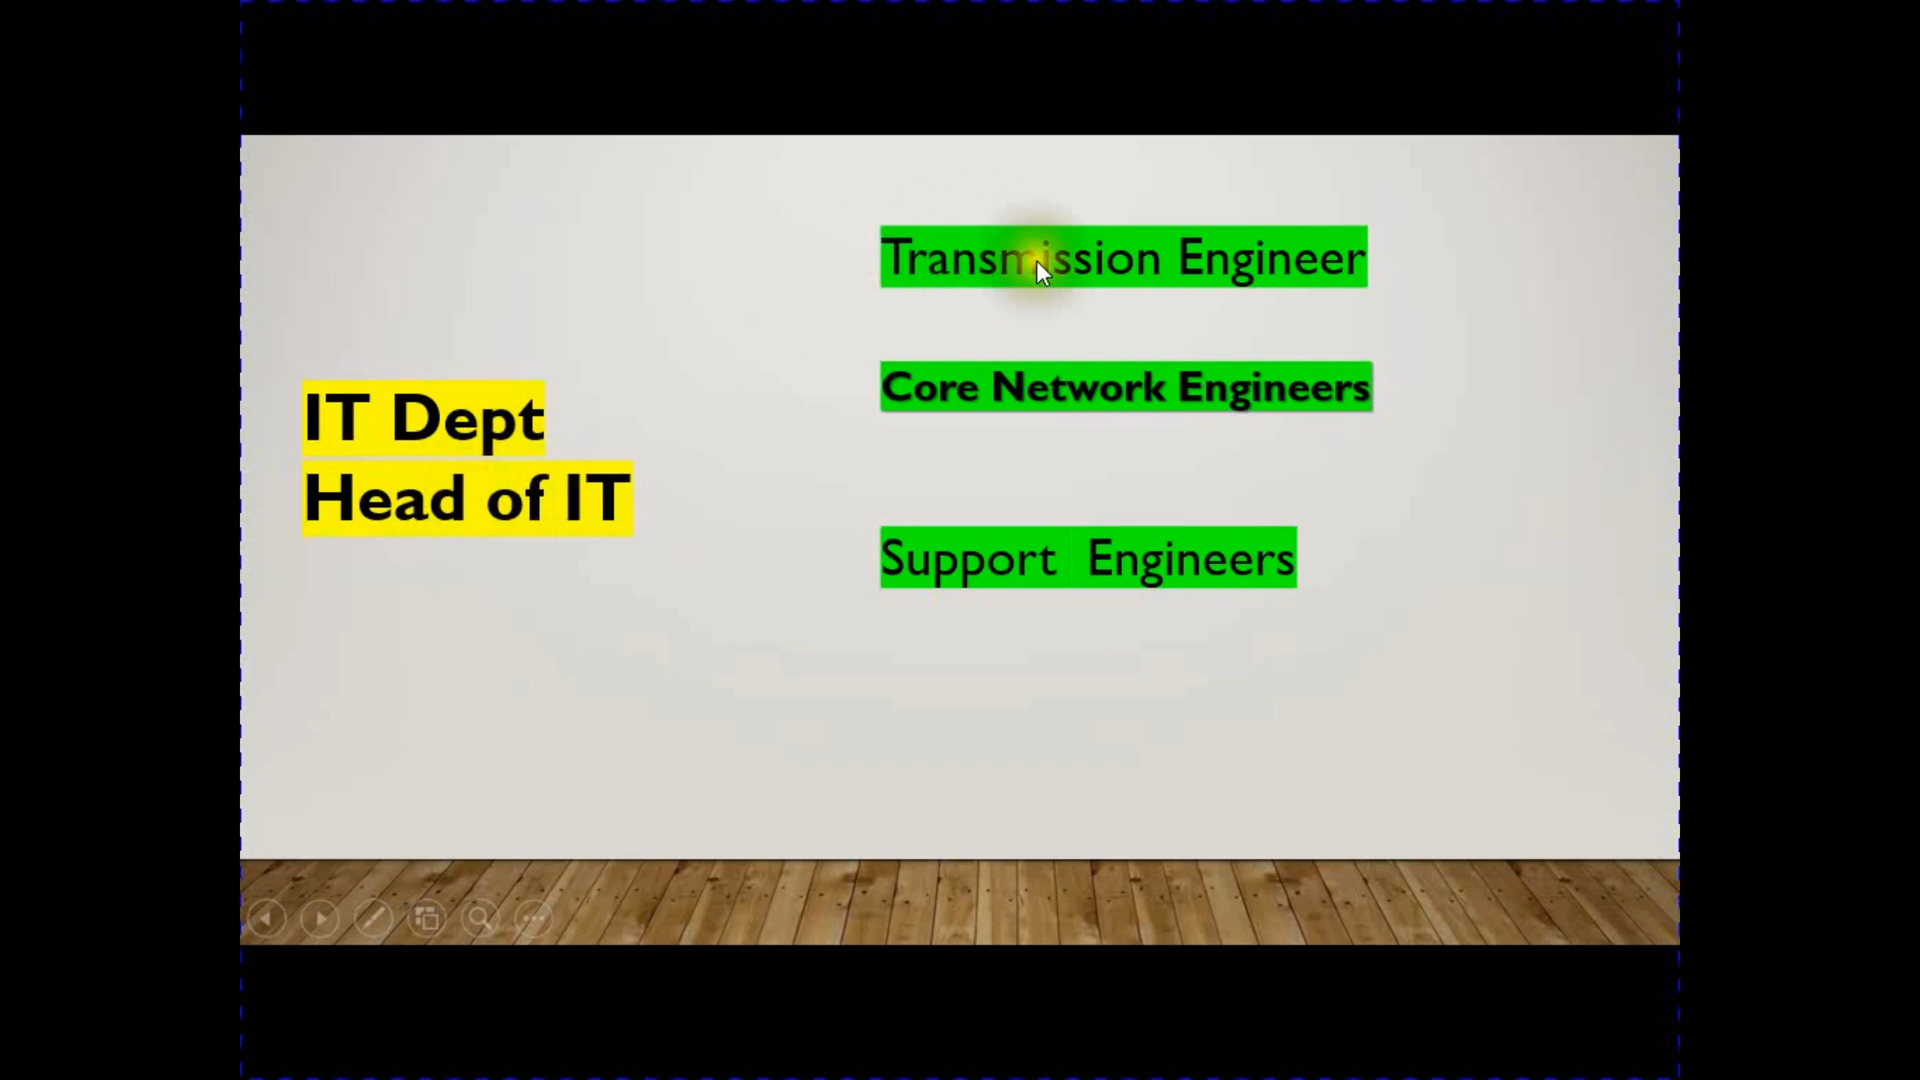 IT Dept
Head of IT
Transmission Engineer
Core Network Engineers
Support Engineers